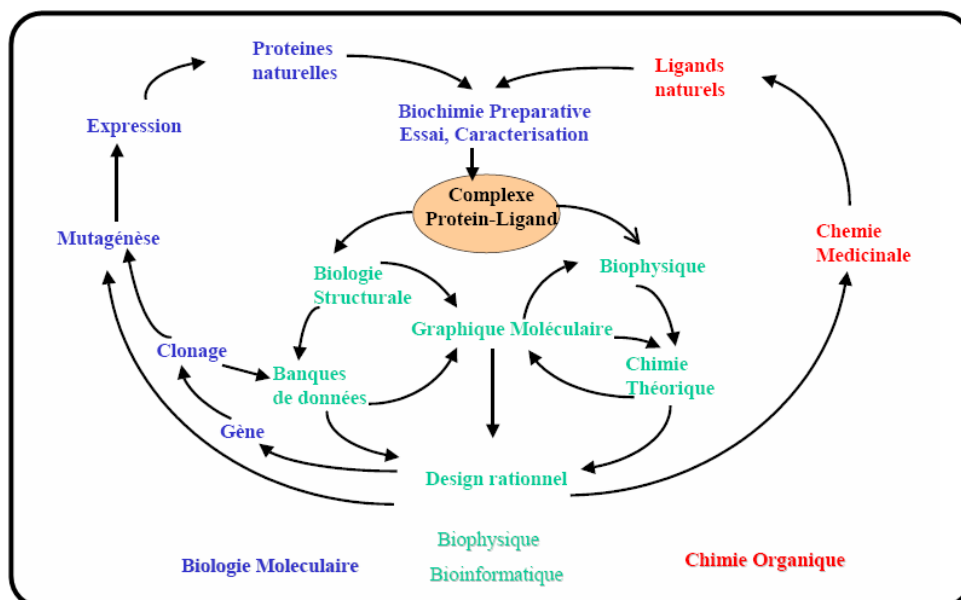 Proteines
naturelles
Ligands
naturels
Biochimie Preparative
Essai, Caracterisation
Expression
Complexe
Protein-Ligand
Mutagénèse
Chemie
Medicinale
Biologie
Structurale
Biophysique
Graphique Moléculaire
Clonage
Banques
de données
Chimie
Théorique
Gène
Design rationnel
Biophysique
Bioinformatique
Biologie Moleculaire
Chimie Organique